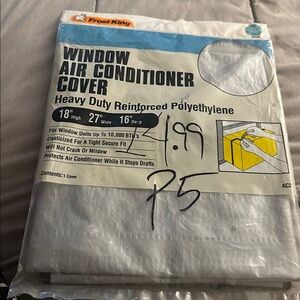 Frost King
WINDOW
AIR CONDITIONER
COVER
Heavy Duty Reinforced Polyethylene
18" High 27" Wide 16" Deep
Fits Window Units Up To 10,000 BTU
Elasticized For A Tight Secure Fit
Will Not Crack Or Mildew
Protects Air Conditioner While It Stops Drafts
4.99
Contents: 1 Cover
AC2
P5